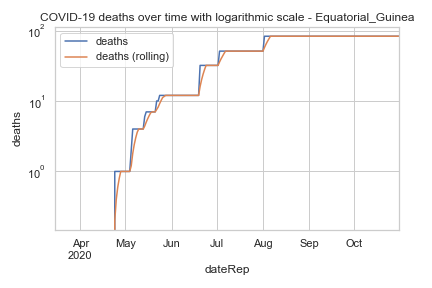 COVID-19 deaths over time with logarithmic scale - Equatorial_Guinea
deaths
deaths (rolling)
10^2
10^1
10^0
deaths
Apr May Jun Jul Aug Sep Oct
2020
dateRep